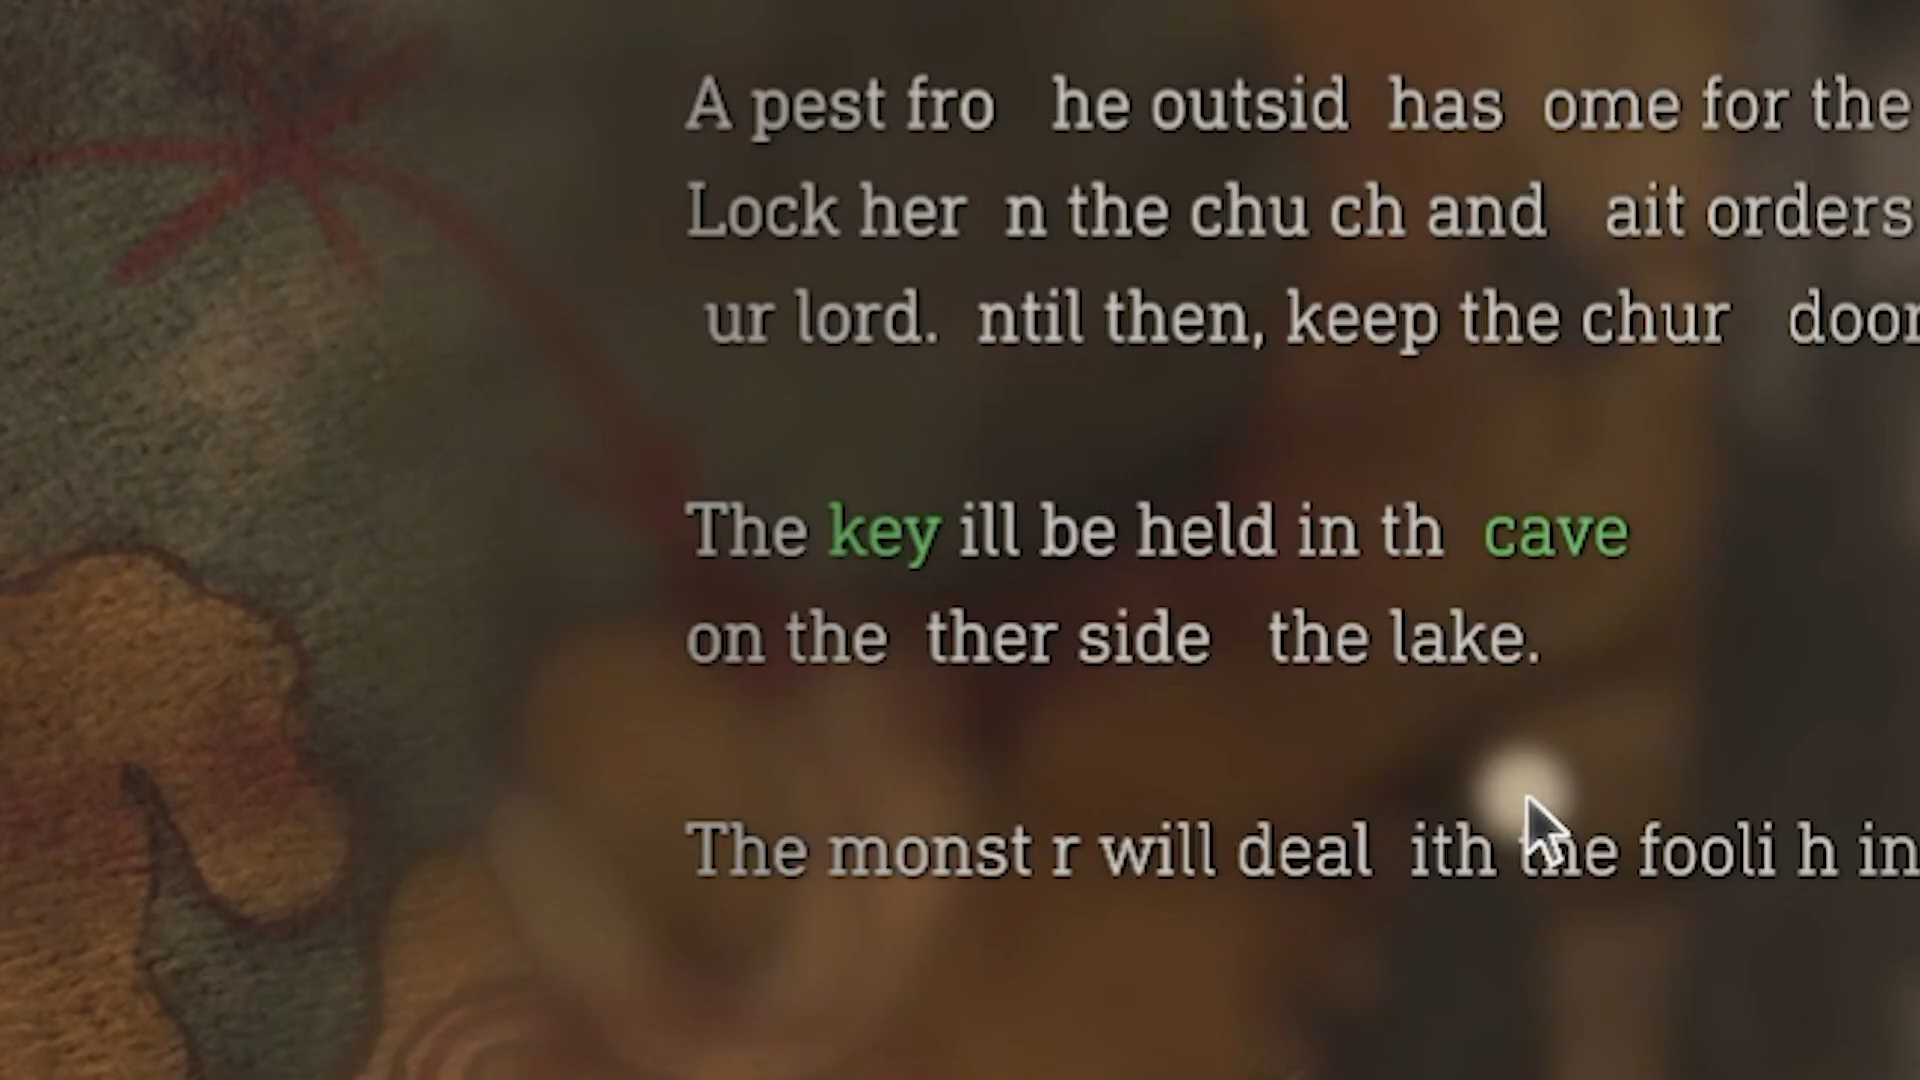 A pest fro he outsid has ome for the
Lock her n the chu ch and ait orders
ur lord. ntil then, keep the chur door
The key ill be held in th cave
on the ther side the lake.
The monst r will deal ith the fooli h in